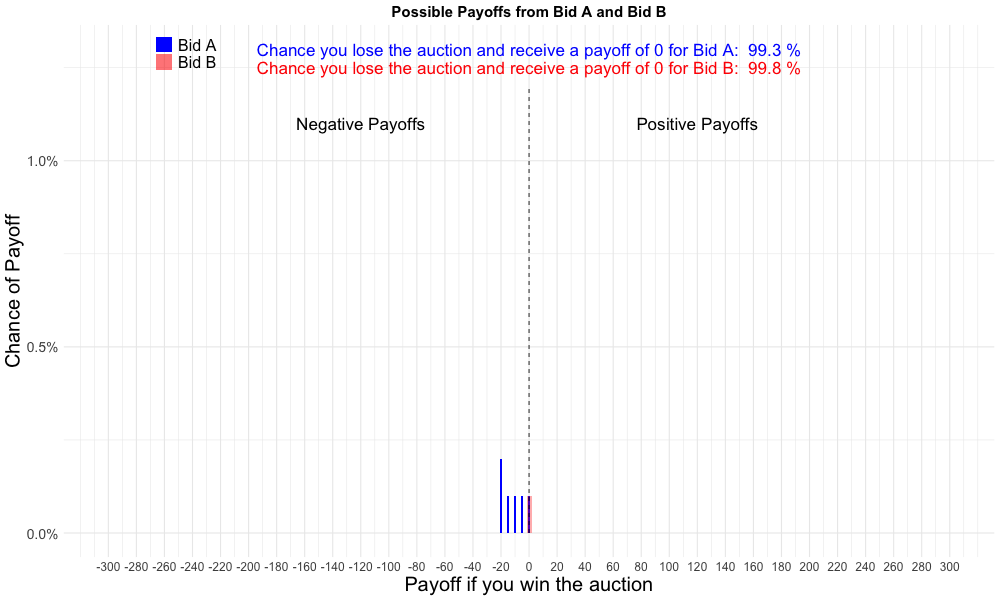 Possible Payoffs from Bid A and Bid B
Bid A
Bid B
Chance you lose the auction and receive a payoff of 0 for Bid A:  99.3 %
Chance you lose the auction and receive a payoff of 0 for Bid B:  99.8 %
Negative Payoffs
Positive Payoffs
Chance of Payoff
1.0%
0.5%
0.0%
-300 -280 -260 -240 -220 -200 -180 -160 -140 -120 -100 -80 -60 -40 -20 0 20 40 60 80 100 120 140 160 180 200 220 240 260 280 300
Payoff if you win the auction